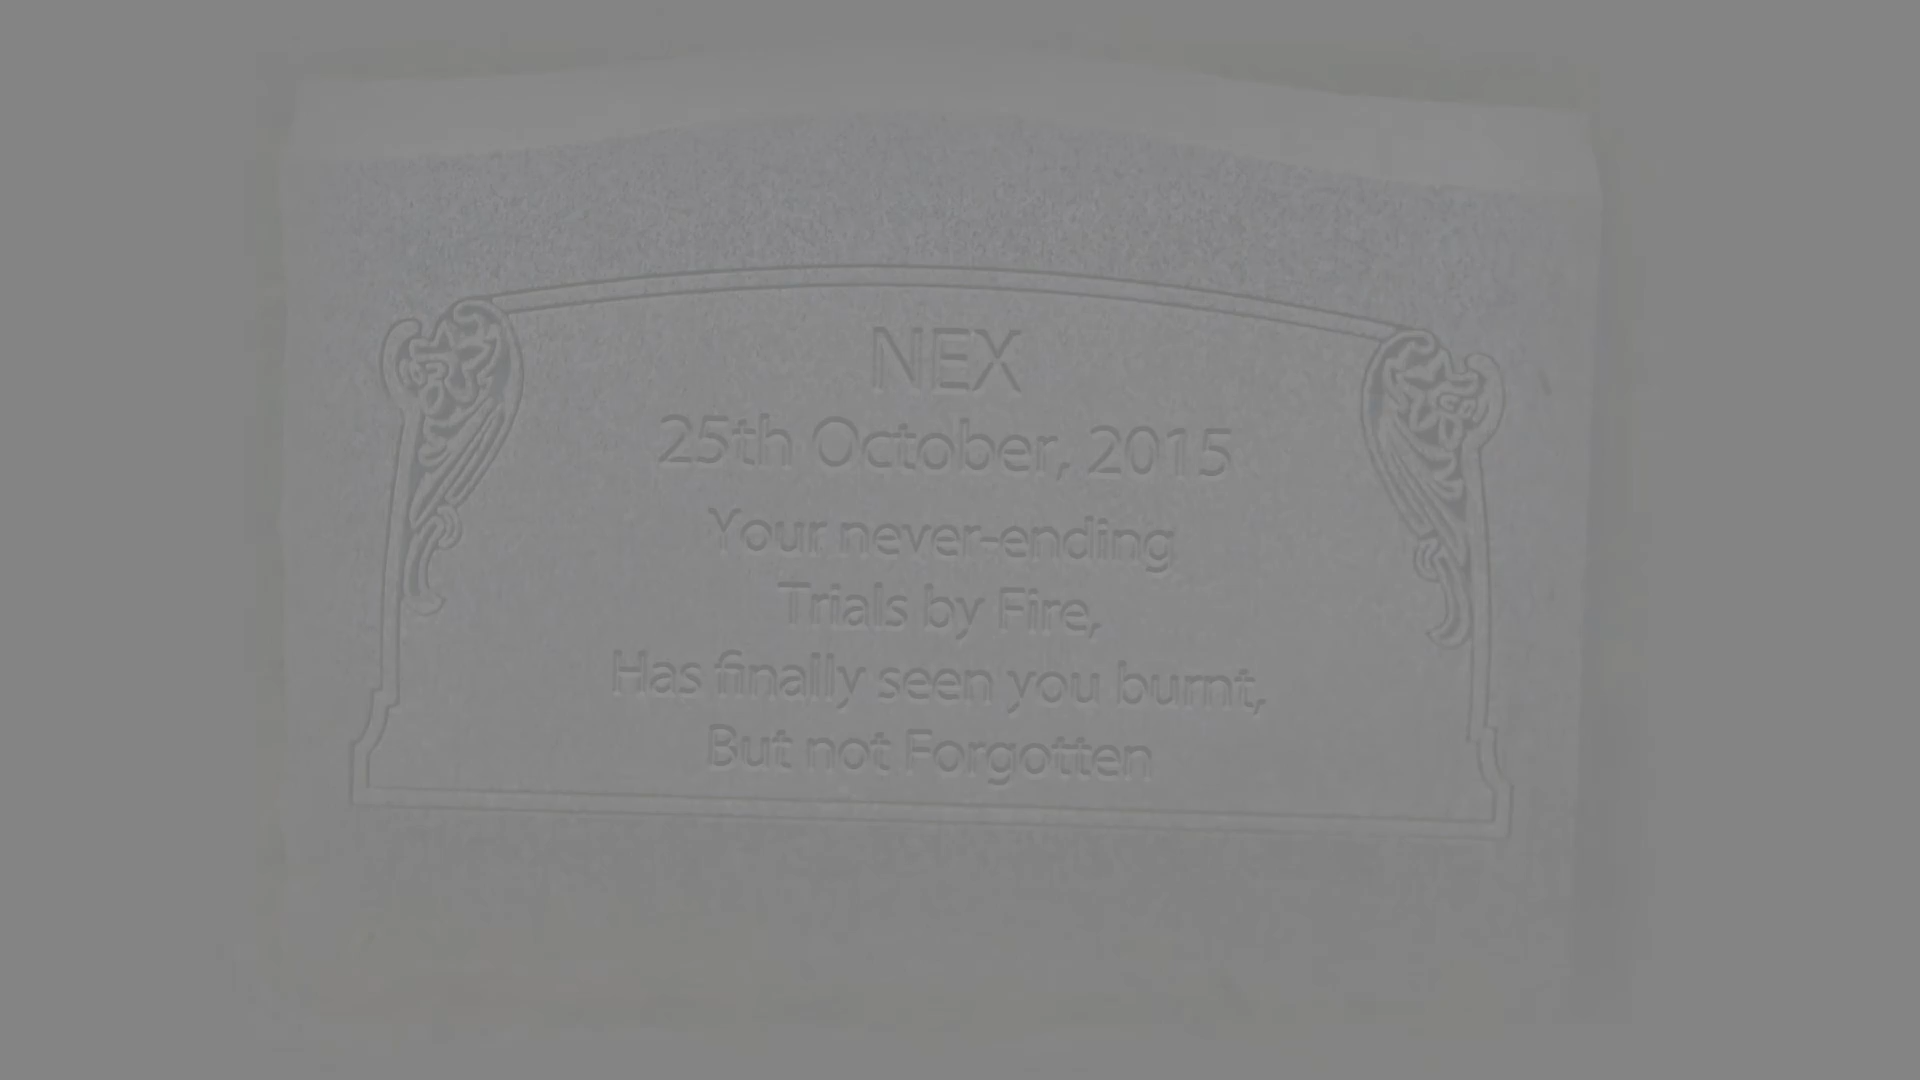 NEX
25th October, 2015
Your never-ending
Trials by Fire,
Has finally seen you burnt,
But not Forgotten